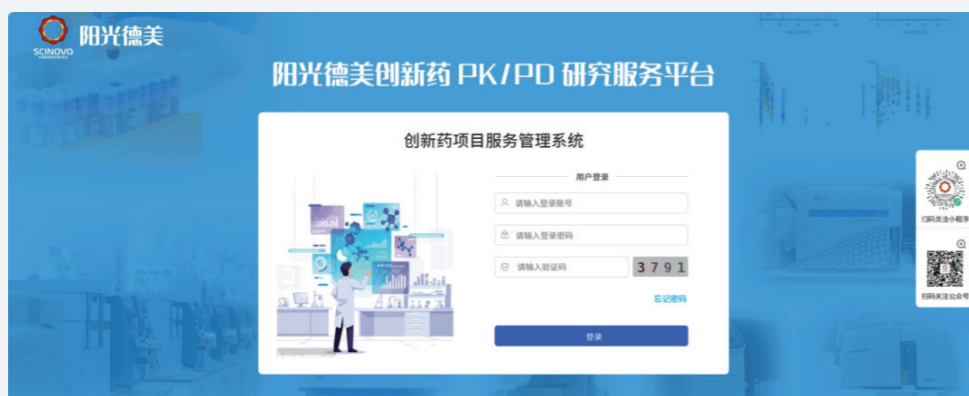 SCINOVO
阳光德美
阳光德美创新药 PK/PD 研究服务平台
创新药项目服务管理系统
用户登录
请输入登录账号
请输入登录密码
请输入验证码
3791
忘记密码
登录
扫码关注小程序
扫码关注公众号